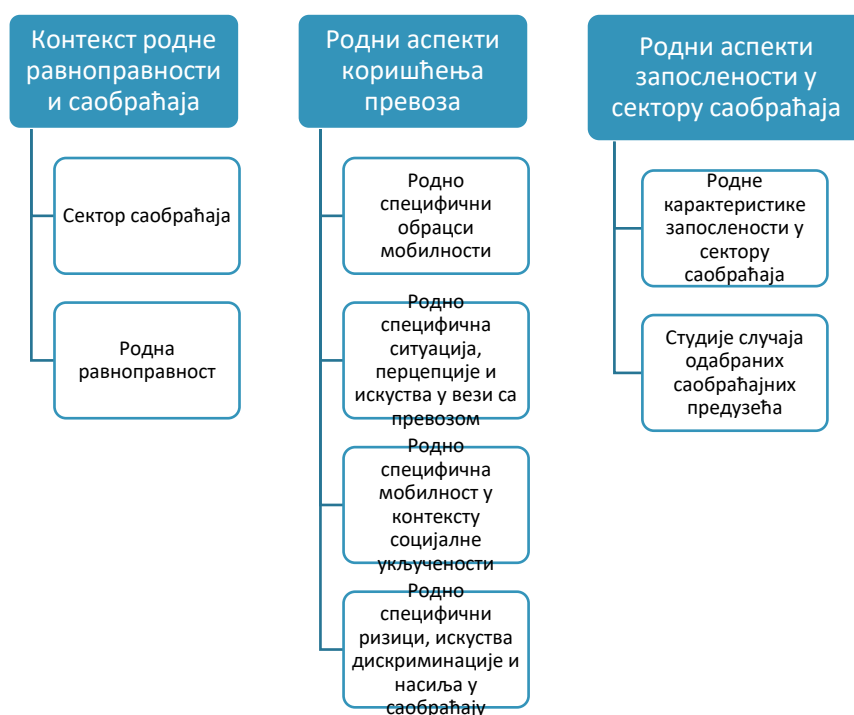 Контекст родне
равноправности
и саобраћаја
Сектор саобраћаја
Родна
равноправност
Родни аспекти
коришћења
превоза
Родно
специфични
обрасци
мобилности
Родно
специфична
ситуација,
перцепције и
искуства у вези са
превозом
Родно
специфична
мобилност у
контексту
социјалне
укључености
Родно
специфични
ризици, искуства
дискриминације и
насиља у
саобраћају
Родни аспекти
запослености у
сектору саобраћаја
Родне
карактеристике
запослености у
сектору
саобраћаја
Студије случаја
одабраних
саобраћајних
предузећа